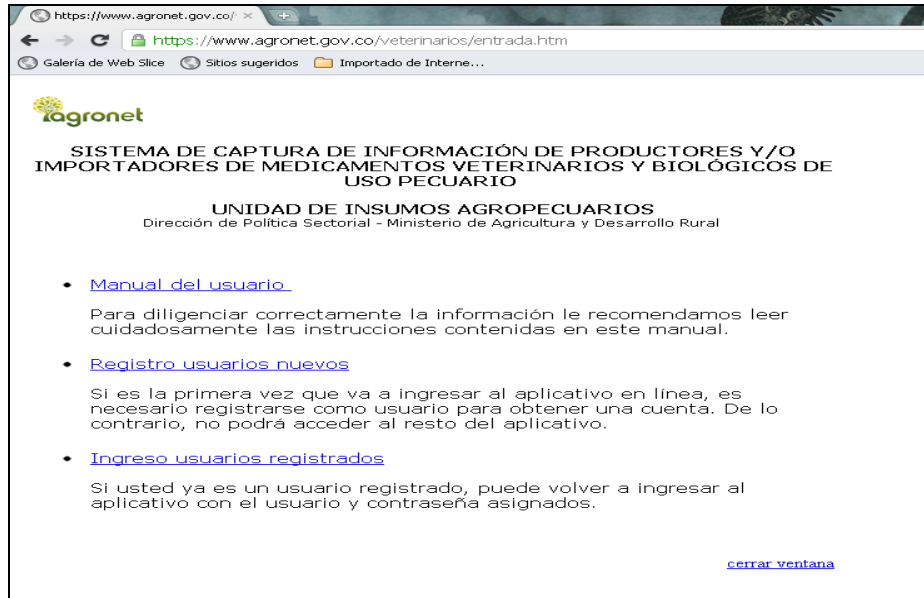 https://www.agronet.gov.co/
https://www.agronet.gov.co/veterinarios/entrada.htm
Galería de Web Slice Sitios sugeridos Importado de Interne...
agronet
SISTEMA DE CAPTURA DE INFORMACIÓN DE PRODUCTORES Y/O
IMPORTADORES DE MEDICAMENTOS VETERINARIOS Y BIOLÓGICOS DE
USO PECUARIO
UNIDAD DE INSUMOS AGROPECUARIOS
Dirección de Política Sectorial - Ministerio de Agricultura y Desarrollo Rural
• Manual del usuario
Para diligenciar correctamente la información le recomendamos leer
cuidadosamente las instrucciones contenidas en este manual.
• Registro usuarios nuevos
Si es la primera vez que va a ingresar al aplicativo en línea, es
necesario registrarse como usuario para obtener una cuenta. De lo
contrario, no podrá acceder al resto del aplicativo.
• Ingreso usuarios registrados
Si usted ya es un usuario registrado, puede volver a ingresar al
aplicativo con el usuario y contraseña asignados.
cerrar ventana